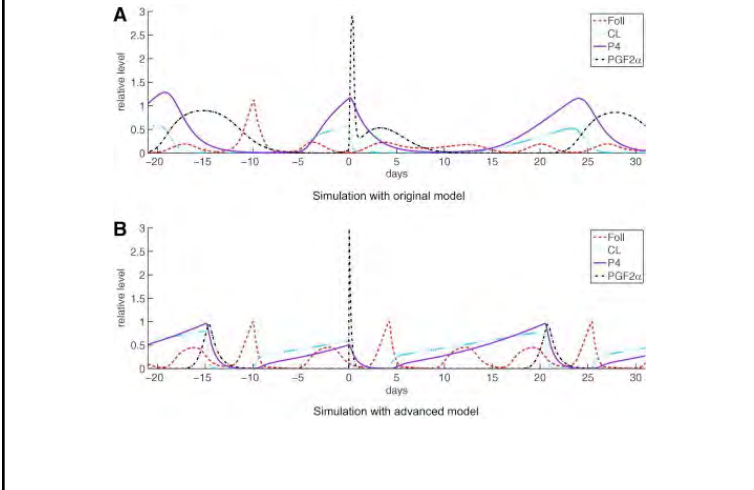 A
3
2.5
2
1.5
1
0.5
0
relative level
Foll
CL
P4
PGF2α
−20 −15 −10 −5 0 5 10 15 20 25 30
days
Simulation with original model
B
3
2.5
2
1.5
1
0.5
0
relative level
Foll
CL
P4
PGF2α
−20 −15 −10 −5 0 5 10 15 20 25 30
days
Simulation with advanced model